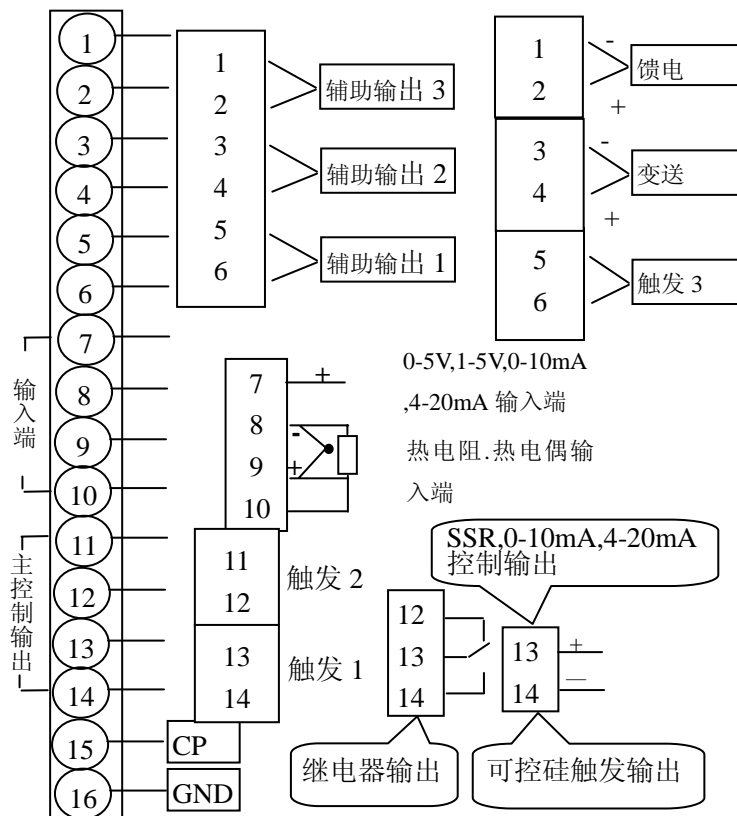 1
2
3
4
5
6
7
8
9
10
11
12
13
14
15
16
输入端
主控制输出
1
2
3
4
5
6
辅助输出 3
辅助输出 2
辅助输出 1
1
2
3
4
5
6
-
+
-
+
馈电
变送
触发 3
7
8
9
10
+
-
+
0-5V,1-5V,0-10mA
,4-20mA 输入端
热电阻.热电偶输
入端
11
12
触发 2
13
14
触发 1
CP
GND
SSR,0-10mA,4-20mA
控制输出
12
13
14
13
14
+
—
继电器输出
可控硅触发输出